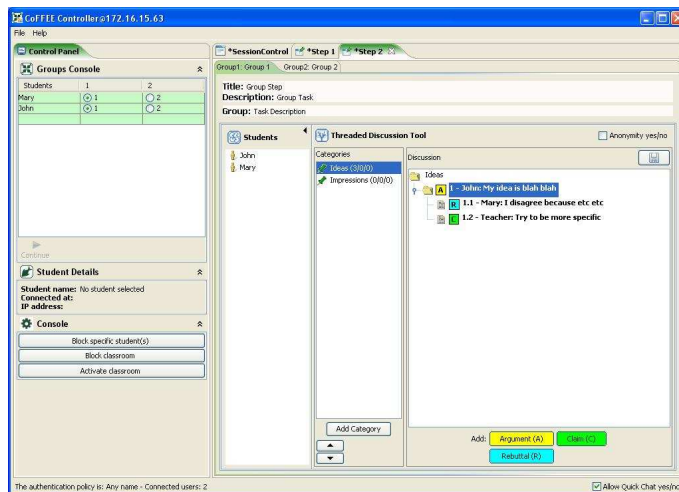 CoFFEE Controller@172.16.15.63
File Help
Control Panel
*SessionControl *Step 1 *Step 2
Groups Console
Group1: Group 1 Group2: Group 2
Students 1 2
Mary 1 2
John 1 2
Title: Group Step
Description: Group Task
Group: Task Description
Students
John
Mary
Threaded Discussion Tool
Anonymity yes/no
Categories
Ideas (3/0/0)
Impressions (0/0/0)
Discussion
Ideas
A 1 - John: My idea is blah blah
R 1.1 - Mary: I disagree because etc etc
C 1.2 - Teacher: Try to be more specific
Continue
Student Details
Student name: No student selected
Connected at:
IP address:
Console
Block specific student(s)
Block classroom
Activate classroom
Add Category
Add: Argument (A) Claim (C)
Rebuttal (R)
The authentication policy is: Any name - Connected users: 2
Allow Quick Chat yes/no